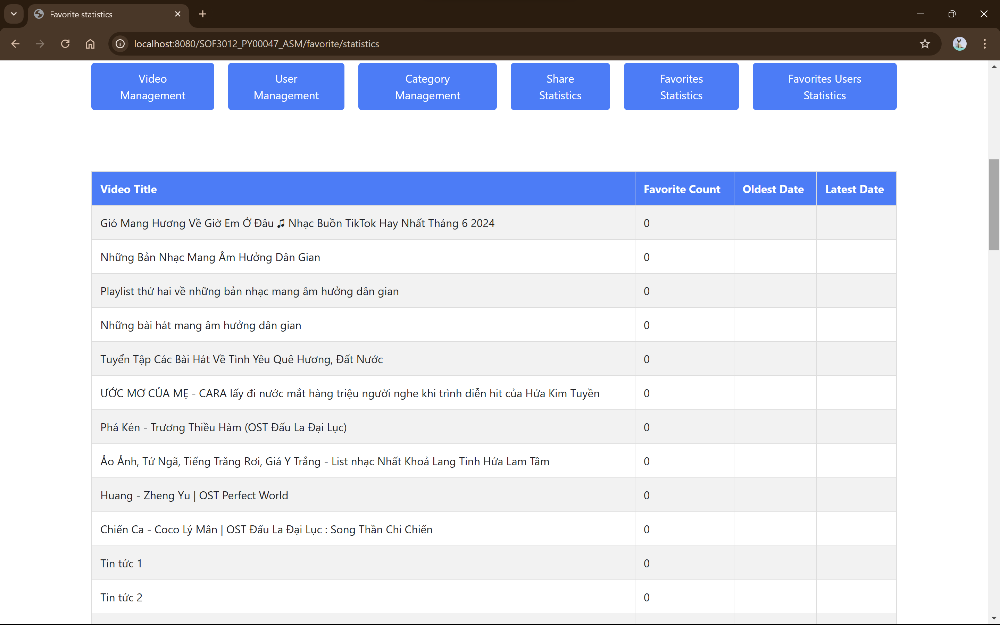 Favorite statistics
localhost:8080/SOF3012_PY00047_ASM/favorite/statistics
Video Management
User Management
Category Management
Share Statistics
Favorites Statistics
Favorites Users Statistics
Video Title Favorite Count Oldest Date Latest Date
Gió Mang Hương Về Giờ Em Ở Đâu ♫ Nhạc Buồn TikTok Hay Nhất Tháng 6 2024 0
Những Bản Nhạc Mang Âm Hưởng Dân Gian 0
Playlist thứ hai về những bản nhạc mang âm hưởng dân gian 0
Những bài hát mang âm hưởng dân gian 0
Tuyển Tập Các Bài Hát Về Tình Yêu Quê Hương, Đất Nước 0
ƯỚC MƠ CỦA MẸ - CARA lấy đi nước mắt hàng triệu người nghe khi trình diễn hit của Hứa Kim Tuyền 0
Phá Kén - Trương Thiều Hàm (OST Đấu La Đại Lục) 0
Ảo Ảnh, Tứ Ngã, Tiếng Trăng Rơi, Giá Y Trắng - List nhạc Nhất Khoả Lang Tinh Hứa Lam Tâm 0
Huang - Zheng Yu | OST Perfect World 0
Chiến Ca - Coco Lý Mân | OST Đấu La Đại Lục : Song Thần Chi Chiến 0
Tin tức 1 0
Tin tức 2 0